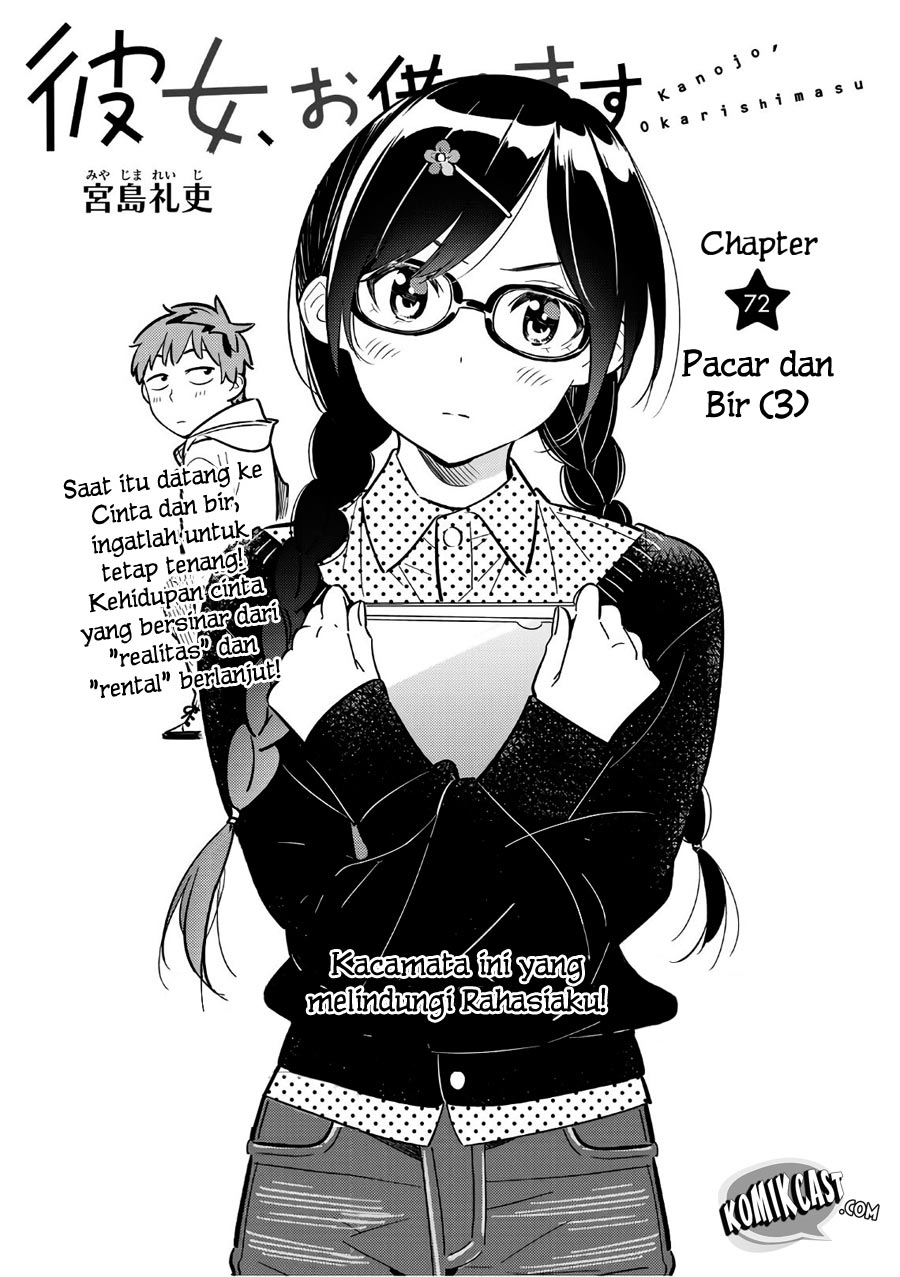 彼女、お借します
Kanojo,
Okarishimasu
みや じま れい じ
宮島礼吏
Chapter
72
Pacar dan
Bir (3)
Saat itu datang ke
Cinta dan bir,
ingatlah untuk
tetap tenang!
Kehidupan cinta
yang bersinar dari
"realitas" dan
"rental" berlanjut!
Kacamata ini yang
melindungi Rahasiaku!
KOMIKCAST.COM